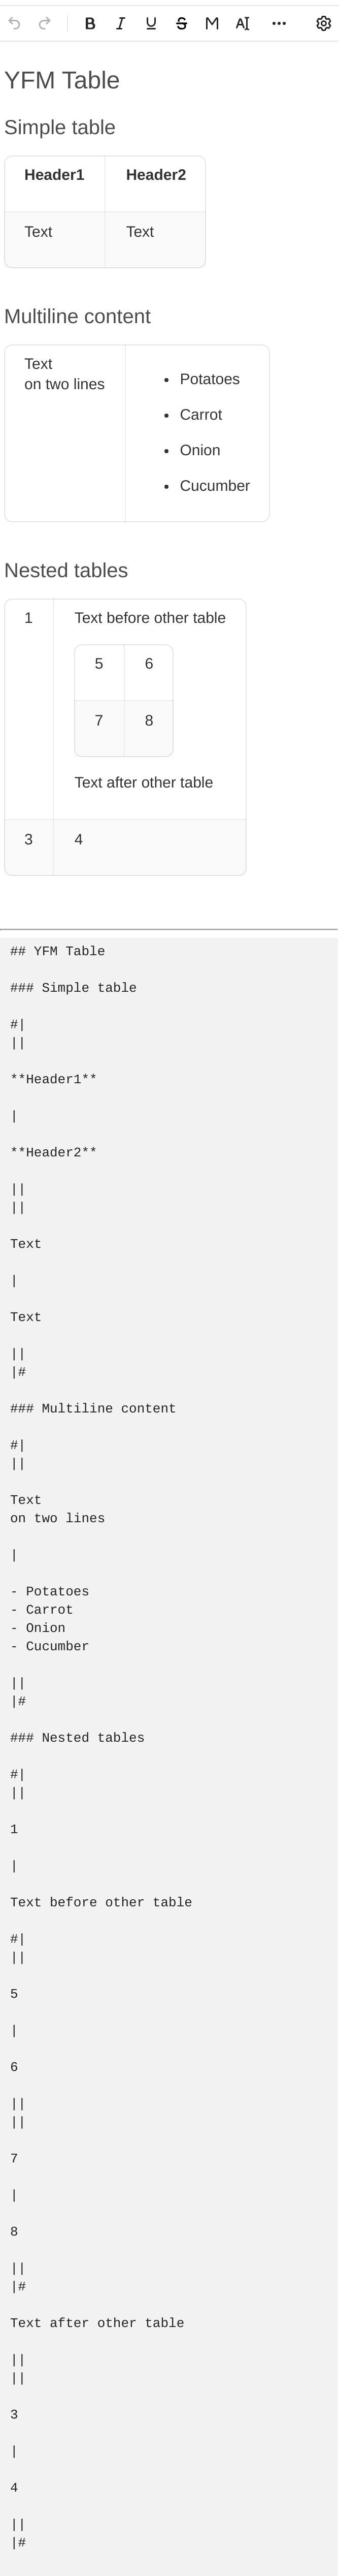 B I U S M A
YFM Table
Simple table
Header1 Header2
Text Text
Multiline content
Text
on two lines
• Potatoes
• Carrot
• Onion
• Cucumber
Nested tables
1 Text before other table
5 6
7 8
Text after other table
3 4
## YFM Table
### Simple table
#|
||
**Header1**
|
**Header2**
||
||
Text
|
Text
||
|#
### Multiline content
#|
||
Text
on two lines
|
- Potatoes
- Carrot
- Onion
- Cucumber
||
|#
### Nested tables
#|
||
1
|
Text before other table
#|
||
5
|
6
||
||
7
|
8
||
|#
Text after other table
||
||
3
|
4
||
|#